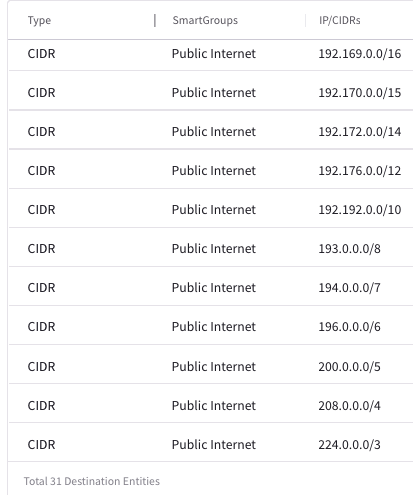 Type SmartGroups IP/CIDRs
CIDR Public Internet 192.169.0.0/16
CIDR Public Internet 192.170.0.0/15
CIDR Public Internet 192.172.0.0/14
CIDR Public Internet 192.176.0.0/12
CIDR Public Internet 192.192.0.0/10
CIDR Public Internet 193.0.0.0/8
CIDR Public Internet 194.0.0.0/7
CIDR Public Internet 196.0.0.0/6
CIDR Public Internet 200.0.0.0/5
CIDR Public Internet 208.0.0.0/4
CIDR Public Internet 224.0.0.0/3
Total 31 Destination Entities